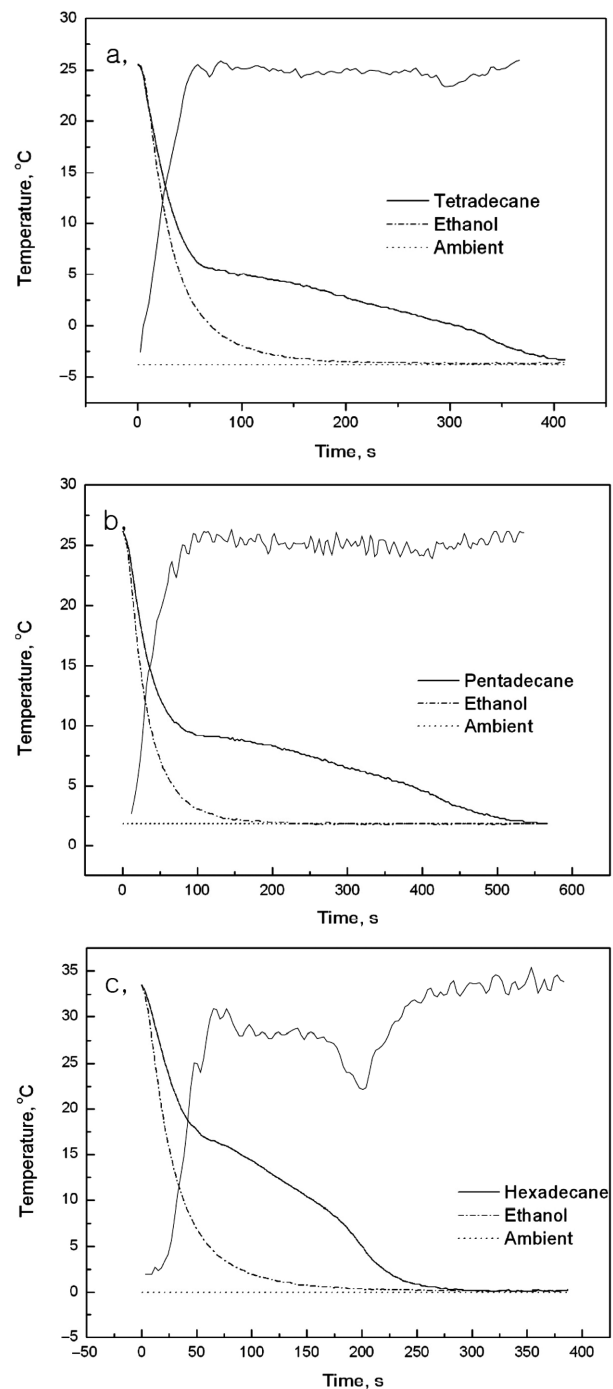 a,
30
25
20
15
10
5
0
−5
Temperature, °C
Tetradecane
Ethanol
Ambient
0 100 200 300 400
Time, s
b,
30
25
20
15
10
5
0
Temperature, °C
Pentadecane
Ethanol
Ambient
0 100 200 300 400 500 600
Time, s
c,
35
30
25
20
15
10
5
0
−5
Temperature, °C
Hexadecane
Ethanol
Ambient
−50 0 50 100 150 200 250 300 350 400
Time, s